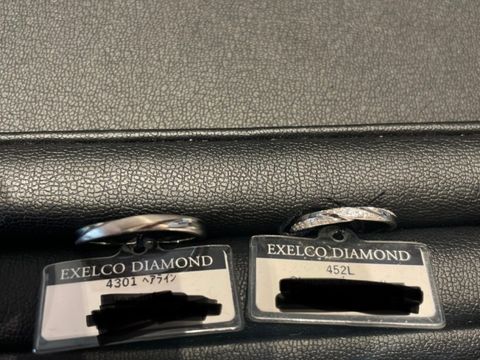 EXELCO DIAMOND
4301 ヘアライン
EXELCO DIAMOND
452L